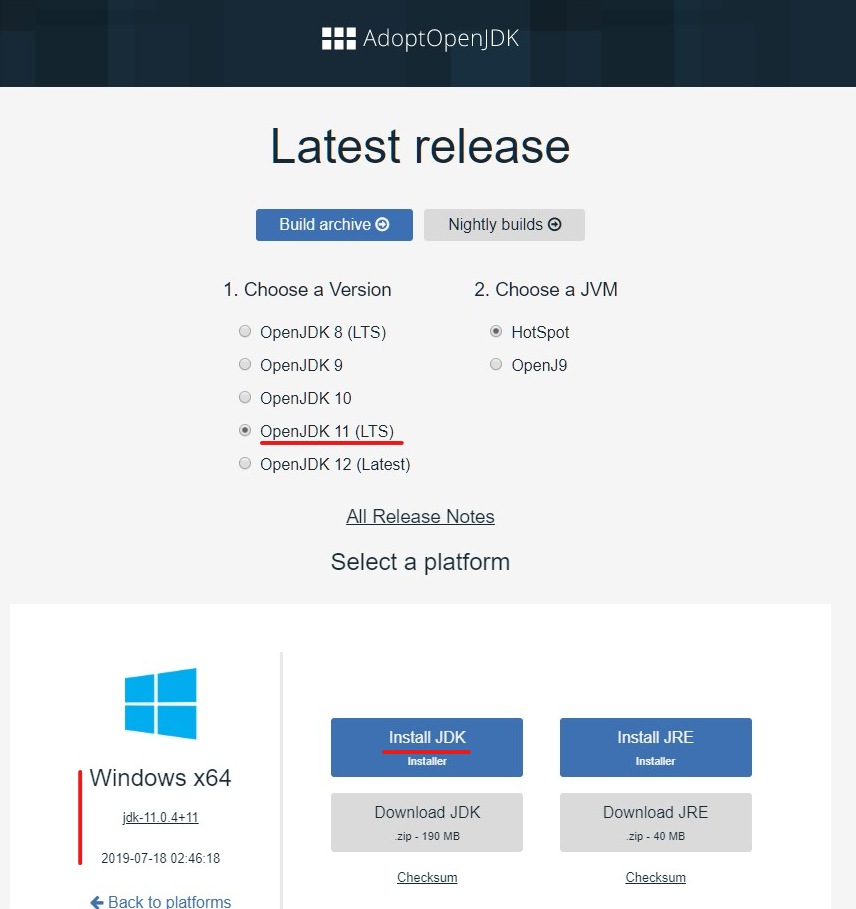 AdoptOpenJDK
Latest release
Build archive
Nightly builds
1. Choose a Version
2. Choose a JVM
OpenJDK 8 (LTS)
HotSpot
OpenJDK 9
OpenJ9
OpenJDK 10
OpenJDK 11 (LTS)
OpenJDK 12 (Latest)
All Release Notes
Select a platform
Windows x64
jdk-11.0.4+11
2019-07-18 02:46:18
Back to platforms
Install JDK
Installer
Install JRE
Installer
Download JDK
.zip - 190 MB
Download JRE
.zip - 40 MB
Checksum
Checksum